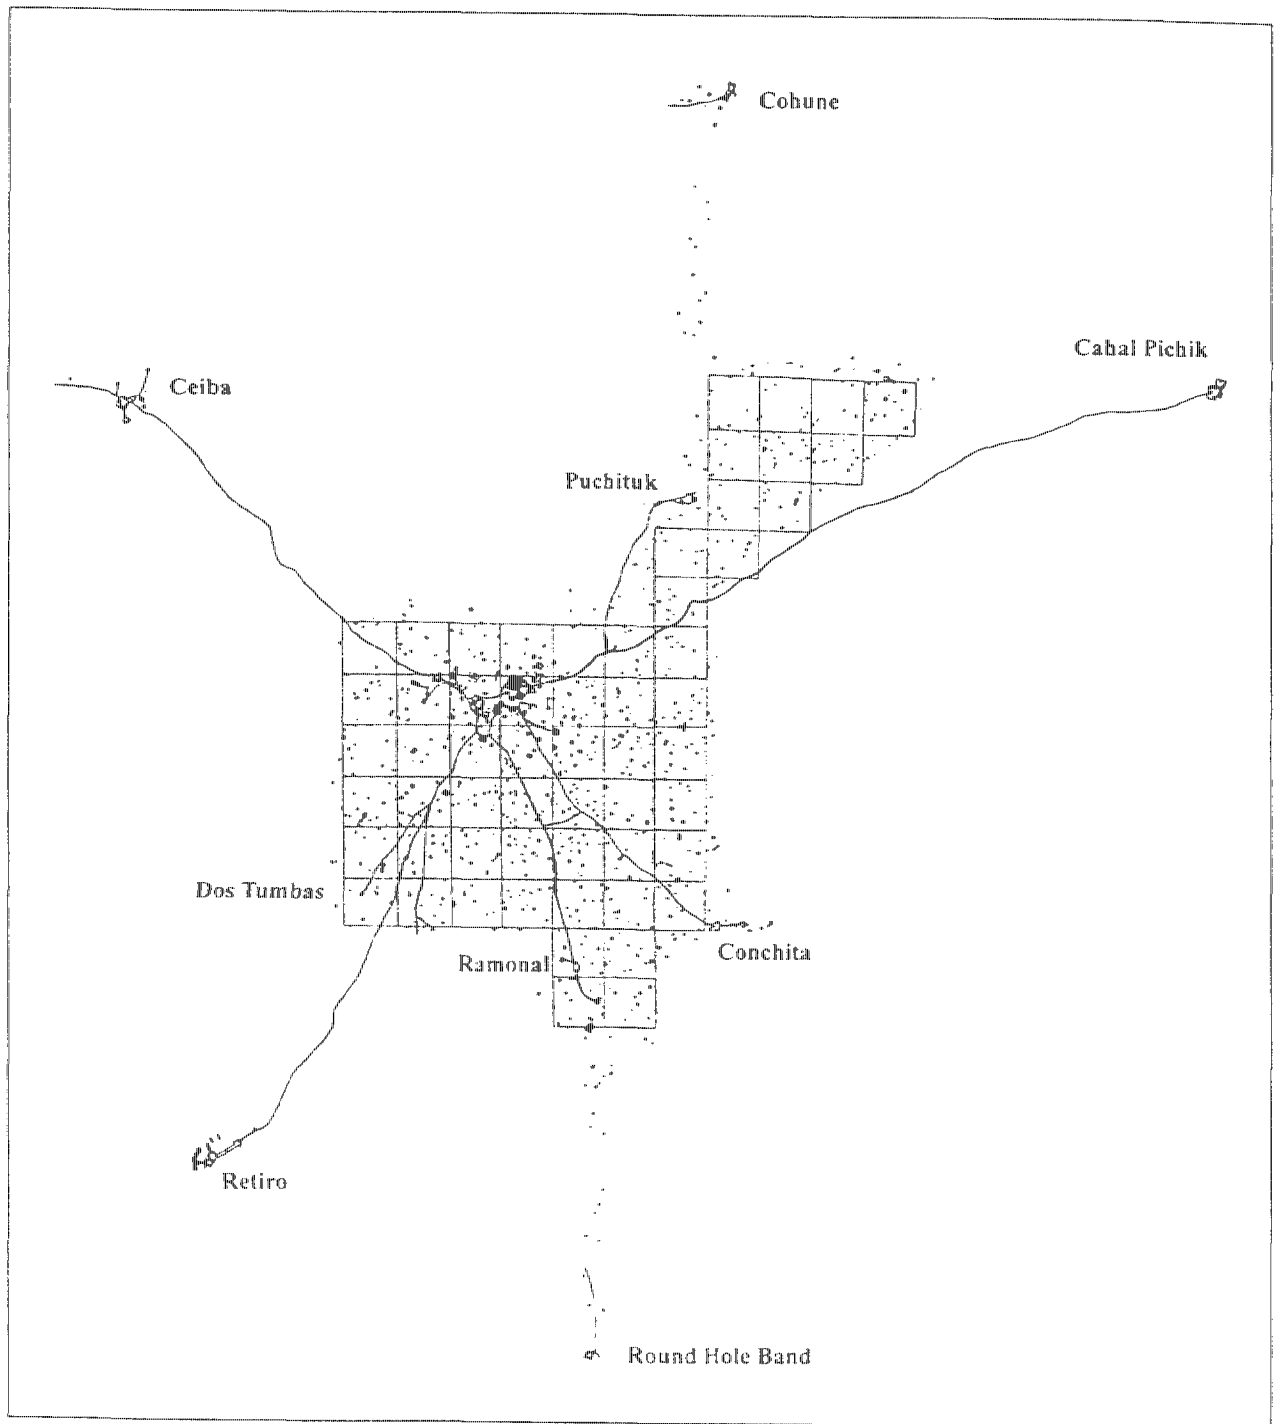 Cohune
Cahal Pichik
Ceiba
Puchituk
Dos Tumbas
Conchita
Ramonal
Retiro
Round Hole Band